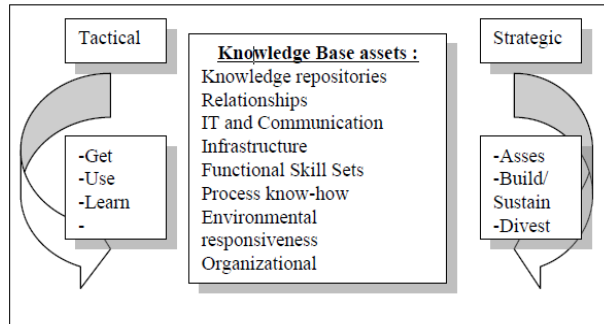 Tactical
-Get
-Use
-Learn
-
Knowledge Base assets :
Knowledge repositories
Relationships
IT and Communication
Infrastructure
Functional Skill Sets
Process know-how
Environmental
responsiveness
Organizational
Strategic
-Asses
-Build/
Sustain
-Divest